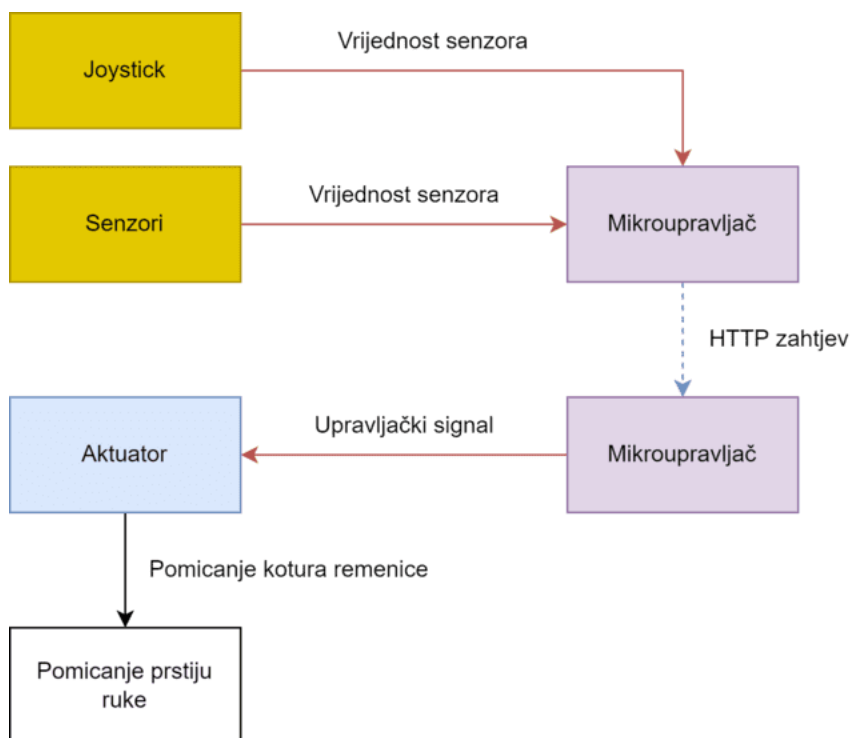 Vrijednost senzora
Joystick
Vrijednost senzora
Senzori
Mikroupravljač
HTTP zahtjev
Upravljački signal
Aktuator
Mikroupravljač
Pomicanje kotura remenice
Pomicanje prstiju
ruke